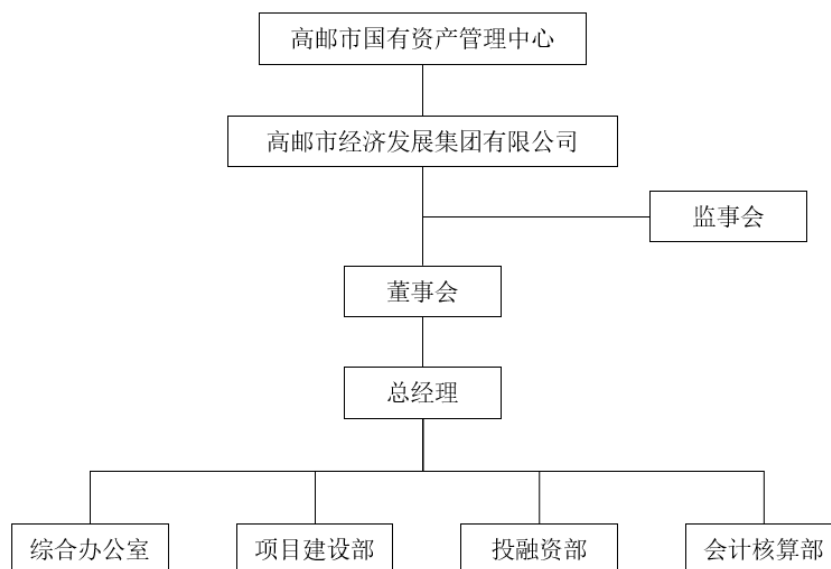 高邮市国有资产管理中心
高邮市经济发展集团有限公司
监事会
董事会
总经理
综合办公室
项目建设部
投融资部
会计核算部